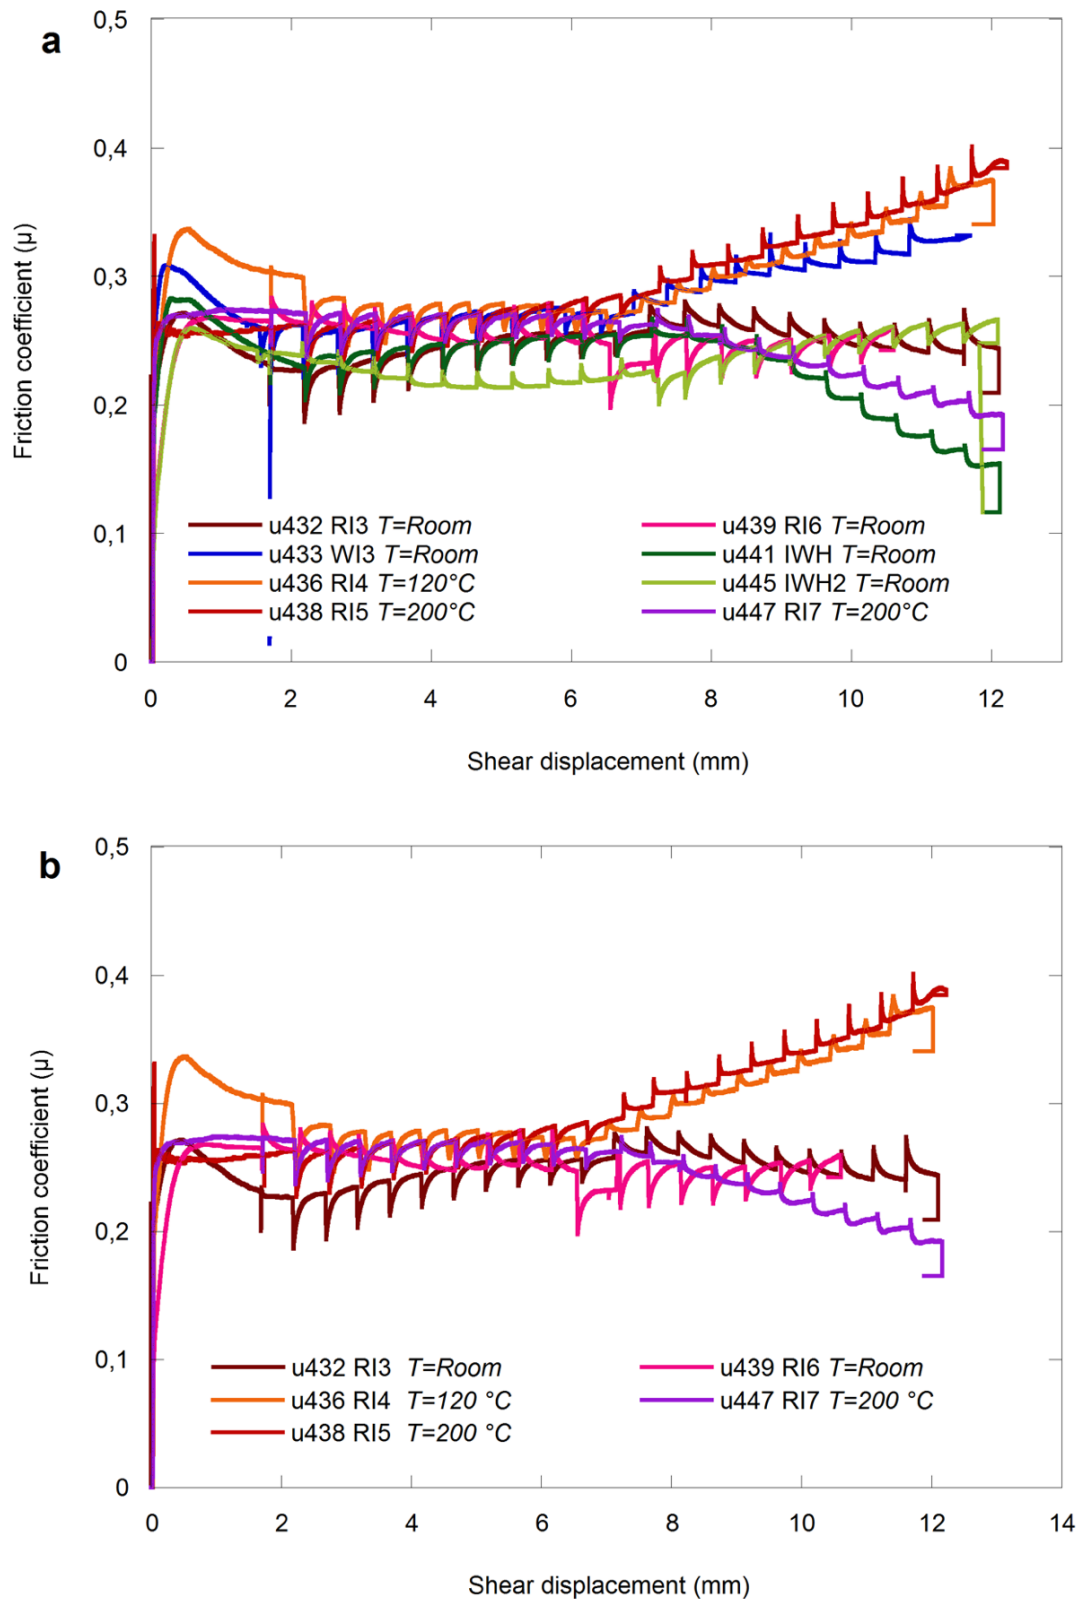 a
0,5
0,4
0,3
0,2
0,1
0
Friction coefficient (μ)
u432 RI3 T=Room
u433 WI3 T=Room
u436 RI4 T=120°C
u438 RI5 T=200°C
u439 RI6 T=Room
u441 IWH T=Room
u445 IWH2 T=Room
u447 RI7 T=200°C
0 2 4 6 8 10 12
Shear displacement (mm)
b
0,5
0,4
0,3
0,2
0,1
0
Friction coefficient (μ)
u432 RI3 T=Room
u436 RI4 T=120 °C
u438 RI5 T=200 °C
u439 RI6 T=Room
u447 RI7 T=200 °C
0 2 4 6 8 10 12 14
Shear displacement (mm)